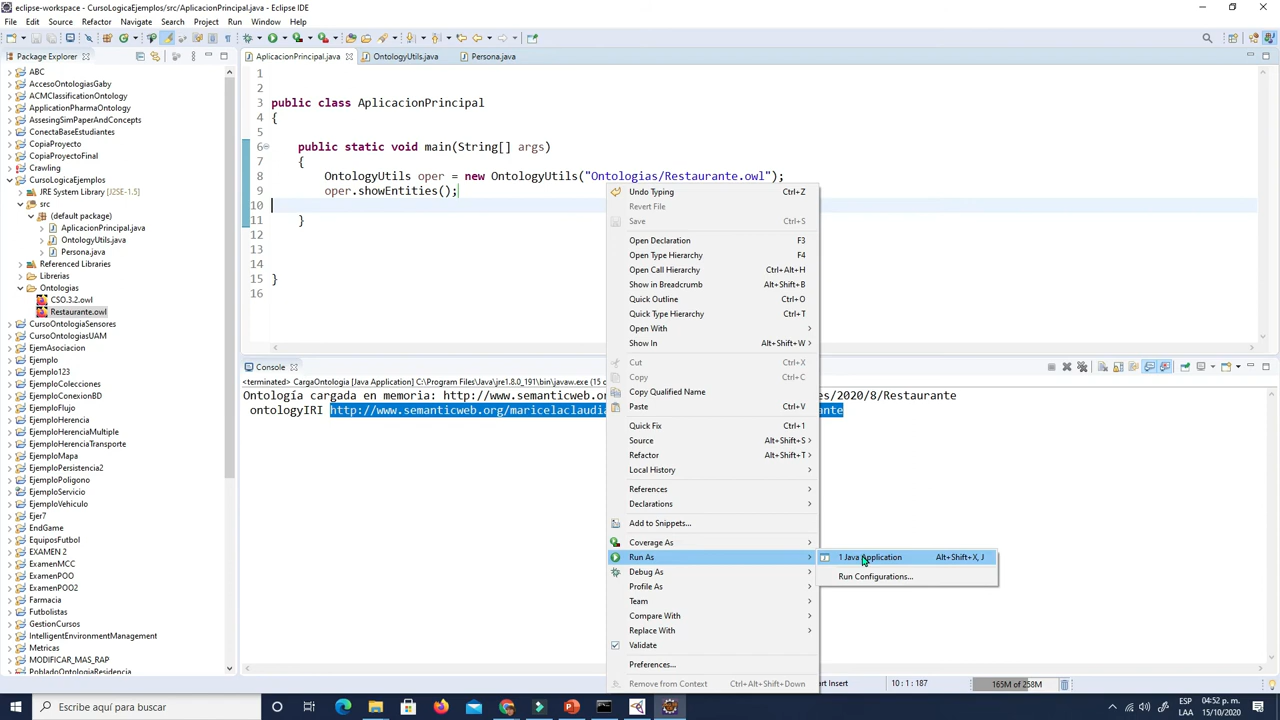 eclipse-workspace - CursoLogicaEjemplos/src/AplicacionPrincipal.java - Eclipse IDE
File Edit Source Refactor Navigate Search Project Run Window Help
Package Explorer
ABC
AccesoOntologiasGaby
ACMClassificationOntology
ApplicationPharmaOntology
AssesingSimPaperAndConcepts
ConectaBaseEstudiantes
CopiaProyecto
CopiaProyectoFinal
Crawling
CursoLogicaEjemplos
JRE System Library [J2SE-1.5]
src
(default package)
AplicacionPrincipal.java
OntologyUtils.java
Persona.java
Referenced Libraries
Librerias
Ontologias
CSO.3.2.owl
Restaurante.owl
CursoOntologiaSensores
CursoOntologiasUAM
EjemAsociacion
Ejemplo
Ejemplo123
EjemploColecciones
EjemploConexionBD
EjemploFlujo
EjemploHerencia
EjemploHerenciaMultiple
EjemploHerenciaTransporte
EjemploMapa
EjemploPersistencia2
EjemploPoligono
EjemploServicio
EjemploVehiculo
Ejer7
EndGame
EquiposFutbol
EXAMEN 2
ExamenMCC
ExamenPOO
ExamenPOO2
Farmaciab
Futbolistas
GestionCursos
IntelligentEnvironmentManagement
Metricas
MODIFICAR_MAS_RAP
PobladoOntologiaResidencia
AplicacionPrincipal.java OntologyUtils.java Persona.java
1
2
3 public class AplicacionPrincipal
4 {
5
6 public static void main(String[] args)
7 {
8 OntologyUtils oper = new OntologyUtils("Ontologias/Restaurante.owl");
9 oper.showEntities();
10
11 }
12
13
14
15 }
16
Undo Typing Ctrl+Z
Revert File
Save Ctrl+S
Open Declaration F3
Open Type Hierarchy F4
Open Call Hierarchy Ctrl+Alt+H
Show in Breadcrumb Alt+Shift+B
Quick Outline Ctrl+O
Quick Type Hierarchy Ctrl+T
Open With
Show In Alt+Shift+W
Cut Ctrl+X
Copy Ctrl+C
Copy Qualified Name
Paste Ctrl+V
Quick Fix Ctrl+1
Source Alt+Shift+S
Refactor Alt+Shift+T
Local History
References
Declarations
Add to Snippets...
Coverage As
Run As
Debug As
Profile As
Team
Compare With
Replace With
Validate
Preferences...
Remove from Context Ctrl+Alt+Shift+Down
1 Java Application Alt+Shift+X, J
Run Configurations...
Console
<terminated> CargaOntologia [Java Application] C:\Program Files\Java\jre1.8.0_191\bin\javaw.exe (15 o
Ontología cargada en memoria: http://www.semanticweb.or es/2020/8/Restaurante
ontologyIRI http://www.semanticweb.org/maricelaclaudia ante
art Insert 10 : 1 : 187 165M of 258M
Escribe aquí para buscar
ESP
LAA
04:52 p. m.
15/10/2020